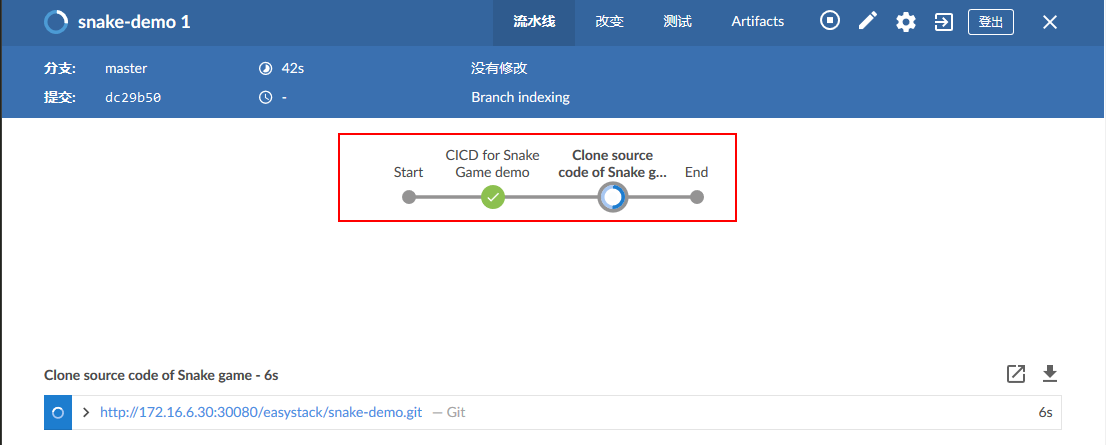 snake-demo 1
流水线
改变
测试
Artifacts
登出
分支:
master
42s
没有修改
提交:
dc29b50
-
Branch indexing
Start
CICD for Snake
Game demo
Clone source
code of Snake g...
End
Clone source code of Snake game - 6s
http://172.16.6.30:30080/easystack/snake-demo.git — Git
6s